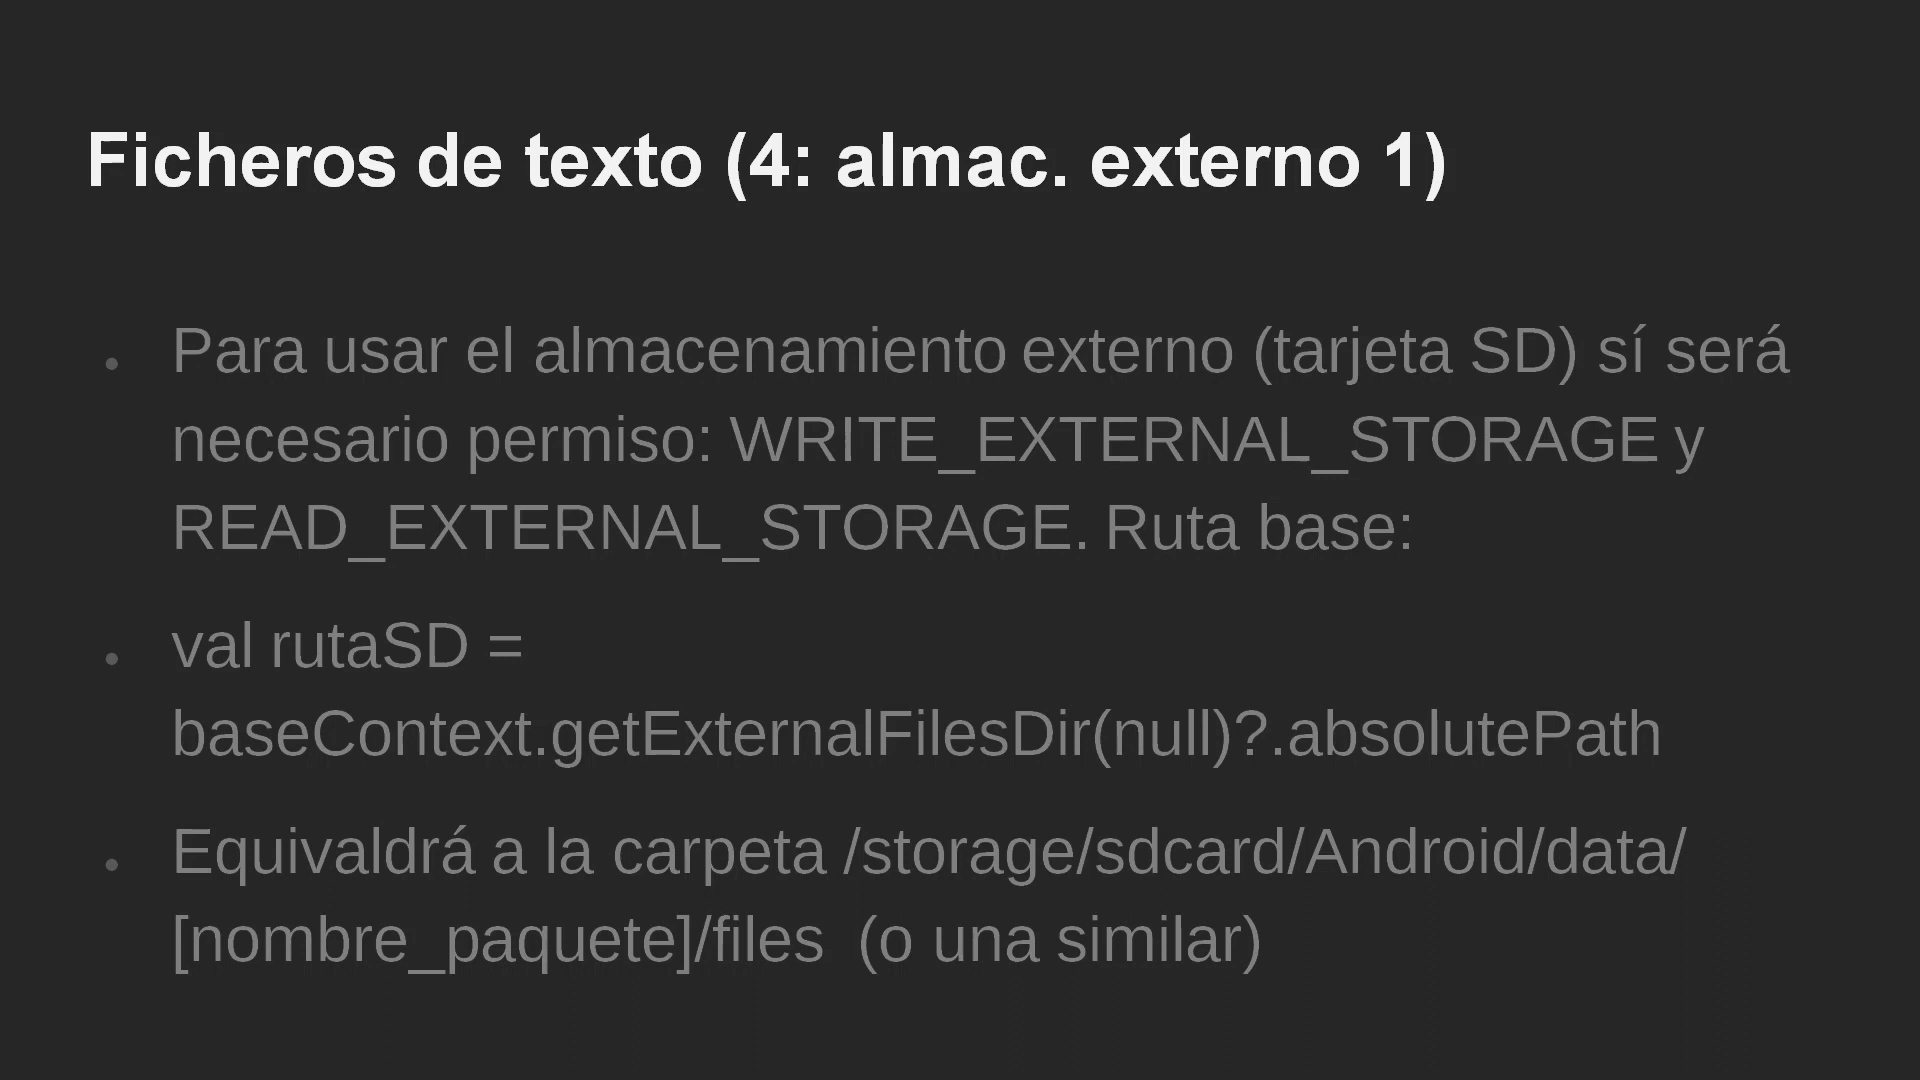 Ficheros de texto (4: almac. externo 1)
Para usar el almacenamiento externo (tarjeta SD) sí será
necesario permiso: WRITE_EXTERNAL_STORAGE y
READ_EXTERNAL_STORAGE. Ruta base:
val rutaSD =
baseContext.getExternalFilesDir(null)?.absolutePath
Equivaldrá a la carpeta /storage/sdcard/Android/data/
[nombre_paquete]/files  (o una similar)